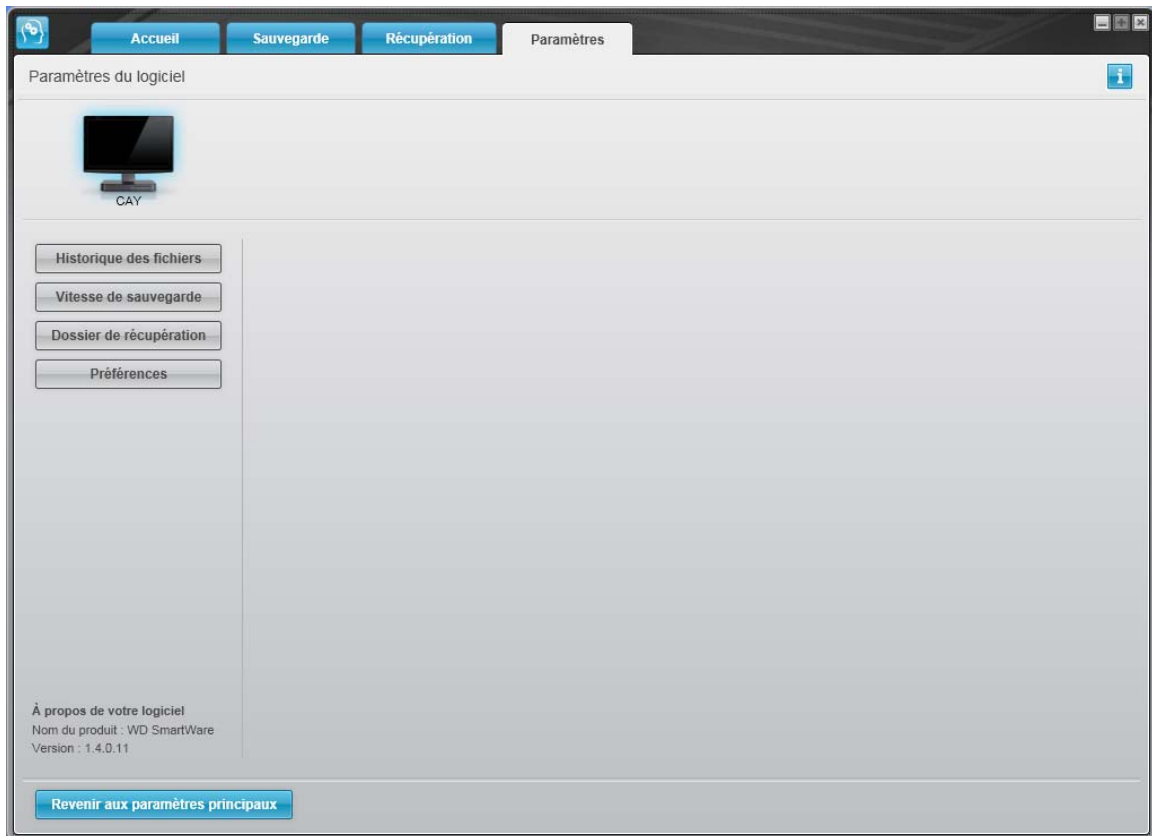 Accueil
Sauvegarde
Récupération
Paramètres
Paramètres du logiciel
i
CAY
Historique des fichiers
Vitesse de sauvegarde
Dossier de récupération
Préférences
À propos de votre logiciel
Nom du produit : WD SmartWare
Version : 1.4.0.11
Revenir aux paramètres principaux